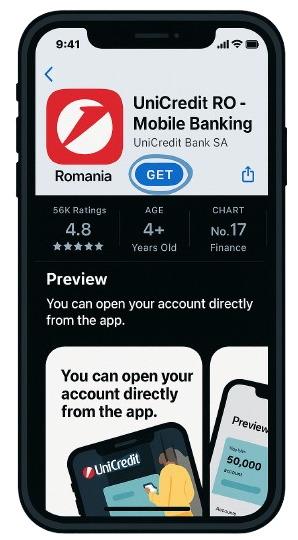 9:41
UniCredit RO -
Mobile Banking
UniCredit Bank SA
Romania
GET
56K Ratings
4.8
★★★★★
AGE
4+
Years Old
CHART
No.17
Finance
Preview
You can open your account directly
from the app.
You can open your
account directly
from the app.
UniCredit
Preview
50,000
account